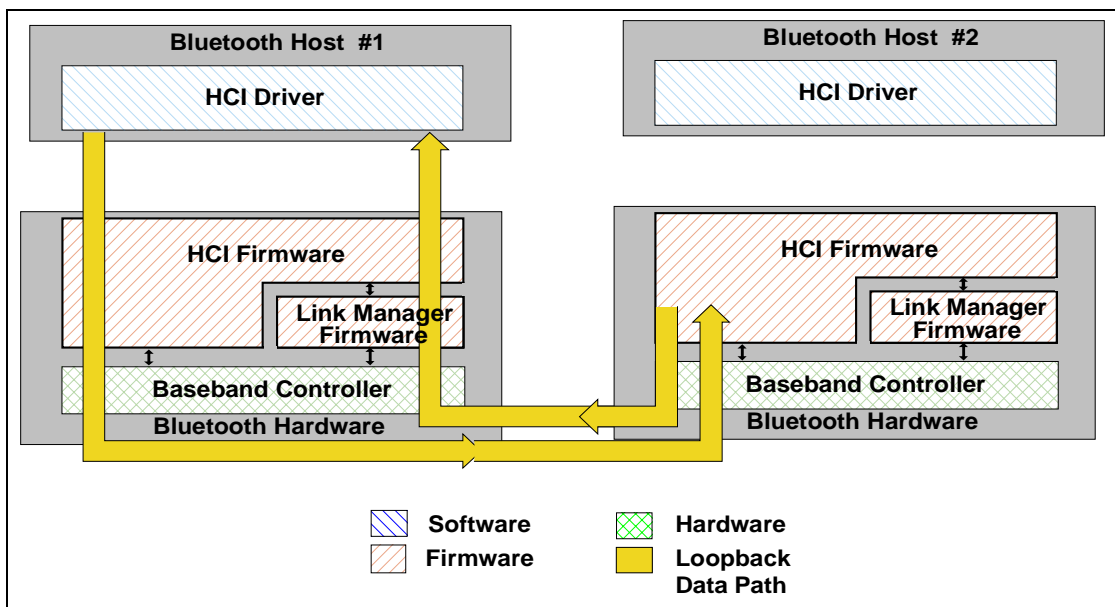 Bluetooth Host #1
HCI Driver
Bluetooth Host #2
HCI Driver
HCI Firmware
Link Manager
Firmware
Baseband Controller
Bluetooth Hardware
HCI Firmware
Link Manager
Firmware
Baseband Controller
Bluetooth Hardware
Software
Firmware
Hardware
Loopback
Data Path